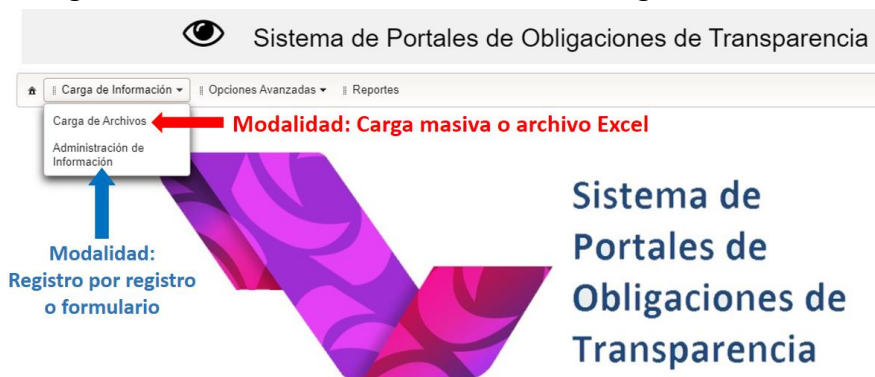 Sistema de Portales de Obligaciones de Transparencia
Carga de Información
Opciones Avanzadas
Reportes
Carga de Archivos
Modalidad: Carga masiva o archivo Excel
Administración de
Información
Modalidad:
Registro por registro
o formulario
Sistema de
Portales de
Obligaciones de
Transparencia